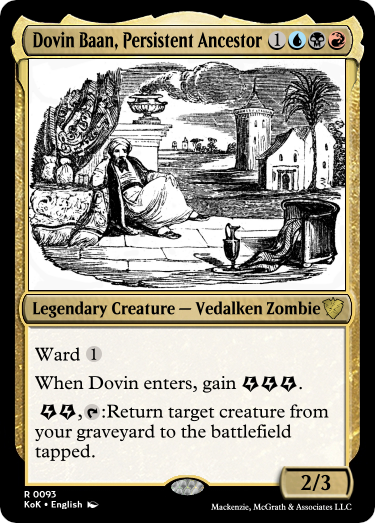 Dovin Baan, Persistent Ancestor 1
Legendary Creature — Vedalken Zombie
Ward 1
When Dovin enters, gain.
,:Return target creature from
your graveyard to the battlefield
tapped.
2/3
R 0093
KoK • English
Mackenzie, McGrath & Associates LLC